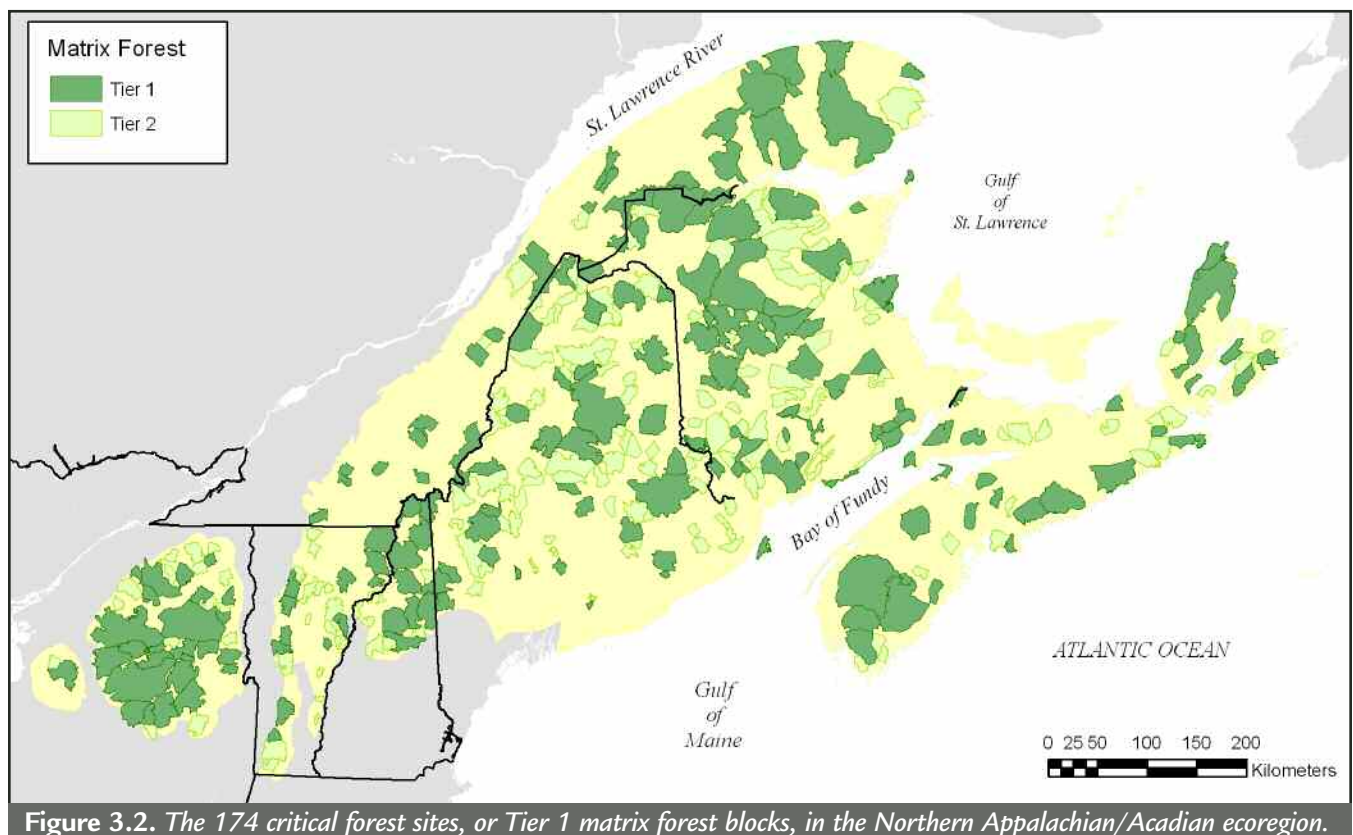 Matrix Forest
Tier 1
Tier 2
St. Lawrence River
Gulf
of
St. Lawrence
Bay of Fundy
ATLANTIC OCEAN
Gulf
of
Maine
0 25 50 100 150 200
Kilometers
Figure 3.2. The 174 critical forest sites, or Tier 1 matrix forest blocks, in the Northern Appalachian/Acadian ecoregion.